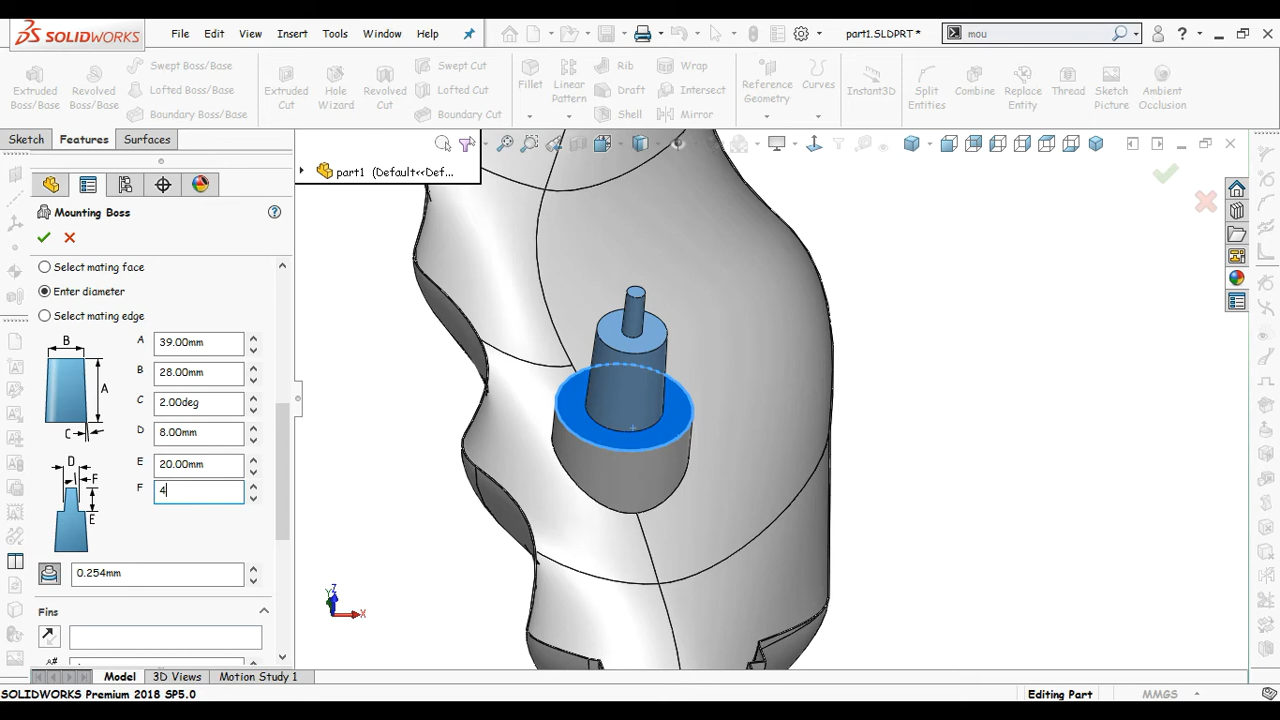 SOLIDWORKS File Edit View Insert Tools Window Help part1.SLDPRT * mou ?
Extruded Boss/Base
Revolved Boss/Base
Swept Boss/Base
Lofted Boss/Base
Boundary Boss/Base
Extruded Cut
Hole Wizard
Revolved Cut
Swept Cut
Lofted Cut
Boundary Cut
Fillet
Linear Pattern
Rib
Draft
Shell
Wrap
Intersect
Mirror
Reference Geometry
Curves
Instant3D
Split Entities
Combine
Replace Entity
Thread
Sketch Picture
Ambient Occlusion
Sketch Features Surfaces
part1 (Default<<Def...
Mounting Boss
Select mating face
Enter diameter
Select mating edge
B
A
C
A 39.00mm
B 28.00mm
C 2.00deg
D 8.00mm
D
F
E
E 20.00mm
F 4
0.254mm
Fins
Z
Y
X
Model 3D Views Motion Study 1
SOLIDWORKS Premium 2018 SP5.0 Editing Part MMGS